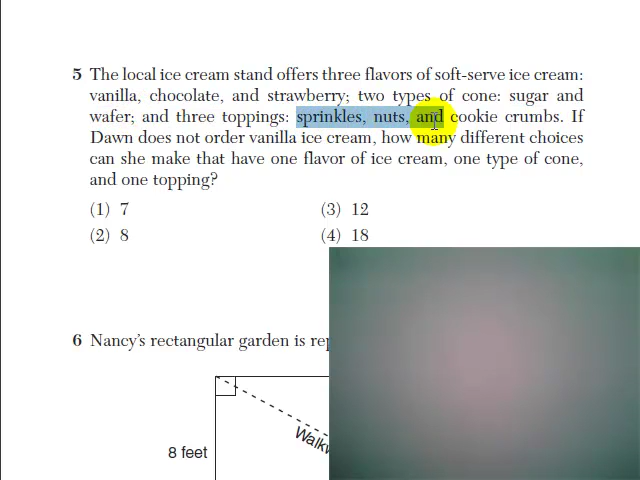 5 The local ice cream stand offers three flavors of soft-serve ice cream:
vanilla, chocolate, and strawberry; two types of cone: sugar and
wafer; and three toppings: sprinkles, nuts, and cookie crumbs. If
Dawn does not order vanilla ice cream, how many different choices
can she make that have one flavor of ice cream, one type of cone,
and one topping?
(1) 7 (3) 12
(2) 8 (4) 18
6 Nancy's rectangular garden is
8 feet